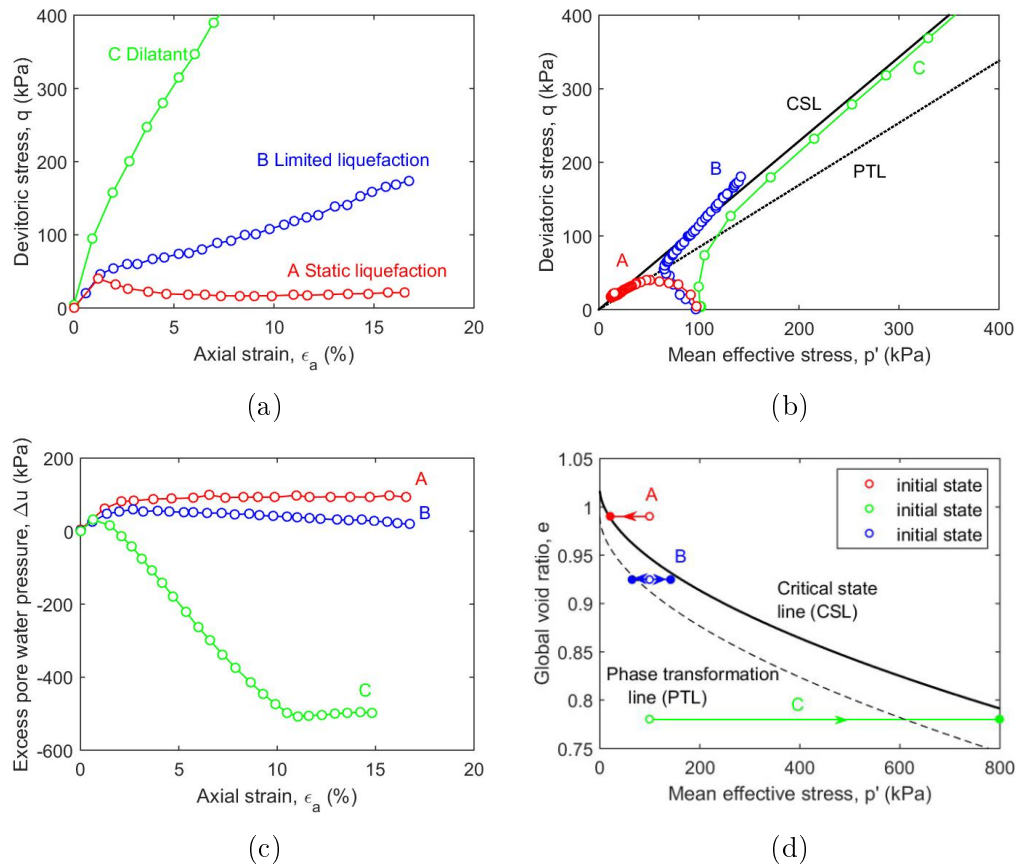 Devitoric stress, q (kPa)
400
300
200
100
0
C Dilatant
B Limited liquefaction
A Static liquefaction
0
5
10
15
20
Axial strain, ϵa (%)
(a)
Deviatoric stress, q (kPa)
400
300
200
100
0
A
B
C
CSL
PTL
0
100
200
300
400
Mean effective stress, p' (kPa)
(b)
Excess pore water pressure, Δu (kPa)
200
0
-200
-400
-600
A
B
C
0
5
10
15
20
Axial strain, ϵa (%)
(c)
Global void ratio, e
1.05
1
0.95
0.9
0.85
0.8
0.75
A
B
C
initial state
initial state
initial state
Critical state
line (CSL)
Phase transformation
line (PTL)
0
200
400
600
800
Mean effective stress, p' (kPa)
(d)